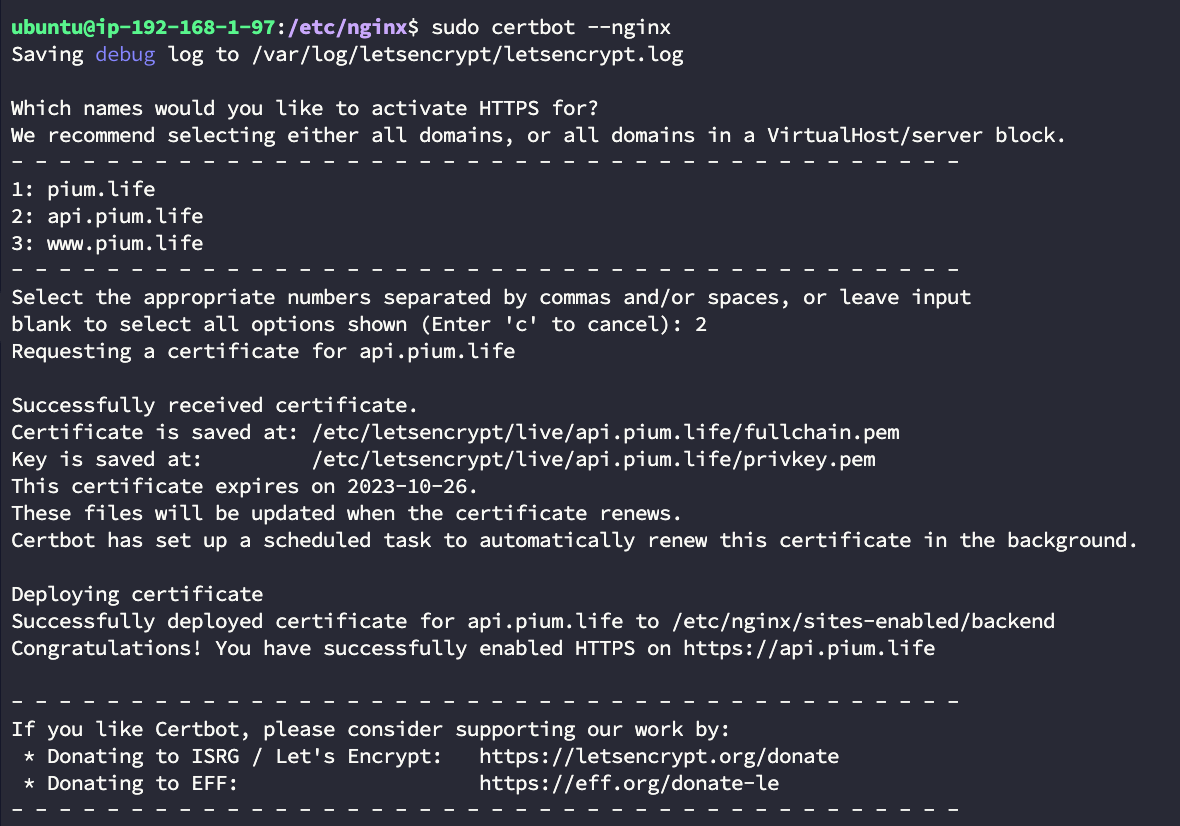 ubuntu@ip-192-168-1-97:/etc/nginx$ sudo certbot --nginx
Saving debug log to /var/log/letsencrypt/letsencrypt.log

Which names would you like to activate HTTPS for?
We recommend selecting either all domains, or all domains in a VirtualHost/server block.
- - - - - - - - - - - - - - - - - - - - - - - - - - - - - - - - - - - - - - - -
1: pium.life
2: api.pium.life
3: www.pium.life
- - - - - - - - - - - - - - - - - - - - - - - - - - - - - - - - - - - - - - - -
Select the appropriate numbers separated by commas and/or spaces, or leave input
blank to select all options shown (Enter 'c' to cancel): 2
Requesting a certificate for api.pium.life

Successfully received certificate.
Certificate is saved at: /etc/letsencrypt/live/api.pium.life/fullchain.pem
Key is saved at:         /etc/letsencrypt/live/api.pium.life/privkey.pem
This certificate expires on 2023-10-26.
These files will be updated when the certificate renews.
Certbot has set up a scheduled task to automatically renew this certificate in the background.

Deploying certificate
Successfully deployed certificate for api.pium.life to /etc/nginx/sites-enabled/backend
Congratulations! You have successfully enabled HTTPS on https://api.pium.life

- - - - - - - - - - - - - - - - - - - - - - - - - - - - - - - - - - - - - - - -
If you like Certbot, please consider supporting our work by:
 * Donating to ISRG / Let's Encrypt:   https://letsencrypt.org/donate
 * Donating to EFF:                    https://eff.org/donate-le
- - - - - - - - - - - - - - - - - - - - - - - - - - - - - - - - - - - - - - - -